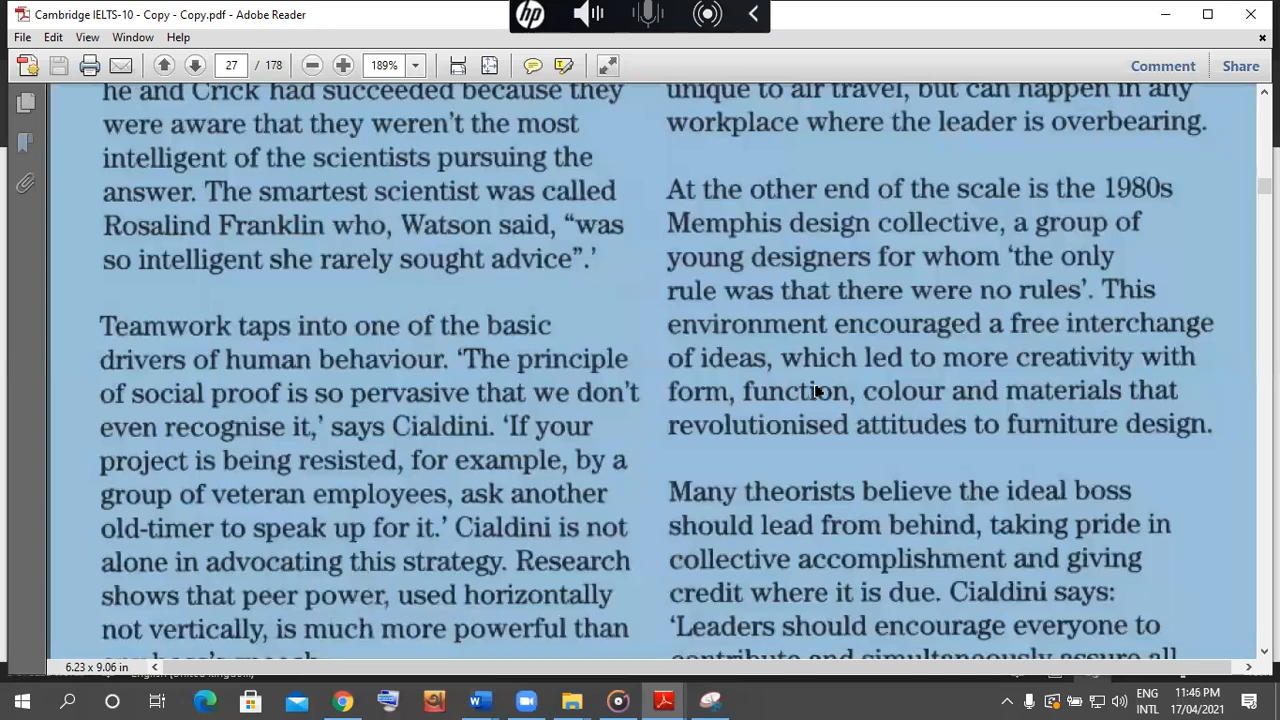 Cambridge IELTS-10 - Copy - Copy.pdf - Adobe Reader
hp
File Edit View Window Help
27 / 178
189%
Comment Share
he and Crick had succeeded because they
were aware that they weren't the most
intelligent of the scientists pursuing the
answer. The smartest scientist was called
Rosalind Franklin who, Watson said, “was
so intelligent she rarely sought advice”.’
Teamwork taps into one of the basic
drivers of human behaviour. ‘The principle
of social proof is so pervasive that we don’t
even recognise it,’ says Cialdini. ‘If your
project is being resisted, for example, by a
group of veteran employees, ask another
old-timer to speak up for it.’ Cialdini is not
alone in advocating this strategy. Research
shows that peer power, used horizontally
not vertically, is much more powerful than
unique to air travel, but can happen in any
workplace where the leader is overbearing.
At the other end of the scale is the 1980s
Memphis design collective, a group of
young designers for whom ‘the only
rule was that there were no rules’. This
environment encouraged a free interchange
of ideas, which led to more creativity with
form, function, colour and materials that
revolutionised attitudes to furniture design.
Many theorists believe the ideal boss
should lead from behind, taking pride in
collective accomplishment and giving
credit where it is due. Cialdini says:
‘Leaders should encourage everyone to
contribute and simultaneously assure all
6.23 x 9.06 in
ENG
INTL
11:46 PM
17/04/2021